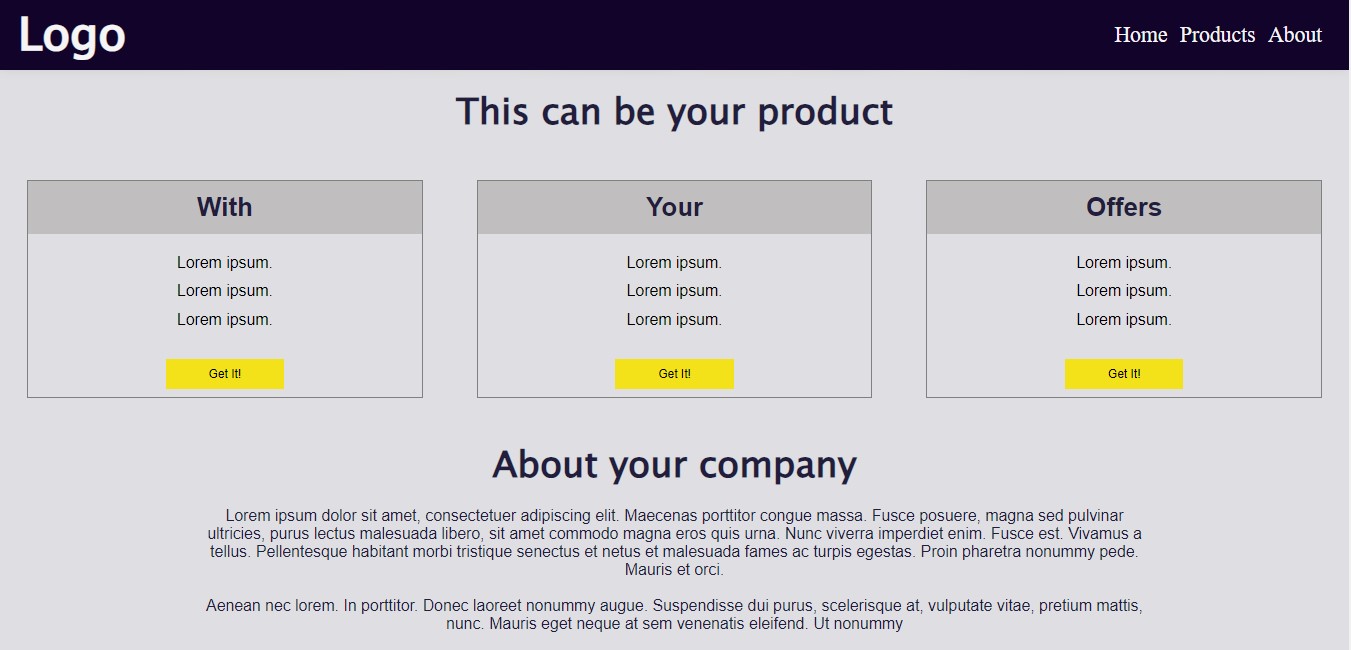 Logo
Home Products About
This can be your product
With
Lorem ipsum.
Lorem ipsum.
Lorem ipsum.
Get It!
Your
Lorem ipsum.
Lorem ipsum.
Lorem ipsum.
Get It!
Offers
Lorem ipsum.
Lorem ipsum.
Lorem ipsum.
Get It!
About your company
Lorem ipsum dolor sit amet, consectetuer adipiscing elit. Maecenas porttitor congue massa. Fusce posuere, magna sed pulvinar
ultricies, purus lectus malesuada libero, sit amet commodo magna eros quis urna. Nunc viverra imperdiet enim. Fusce est. Vivamus a
tellus. Pellentesque habitant morbi tristique senectus et netus et malesuada fames ac turpis egestas. Proin pharetra nonummy pede.
Mauris et orci.
Aenean nec lorem. In porttitor. Donec laoreet nonummy augue. Suspendisse dui purus, scelerisque at, vulputate vitae, pretium mattis,
nunc. Mauris eget neque at sem venenatis eleifend. Ut nonummy